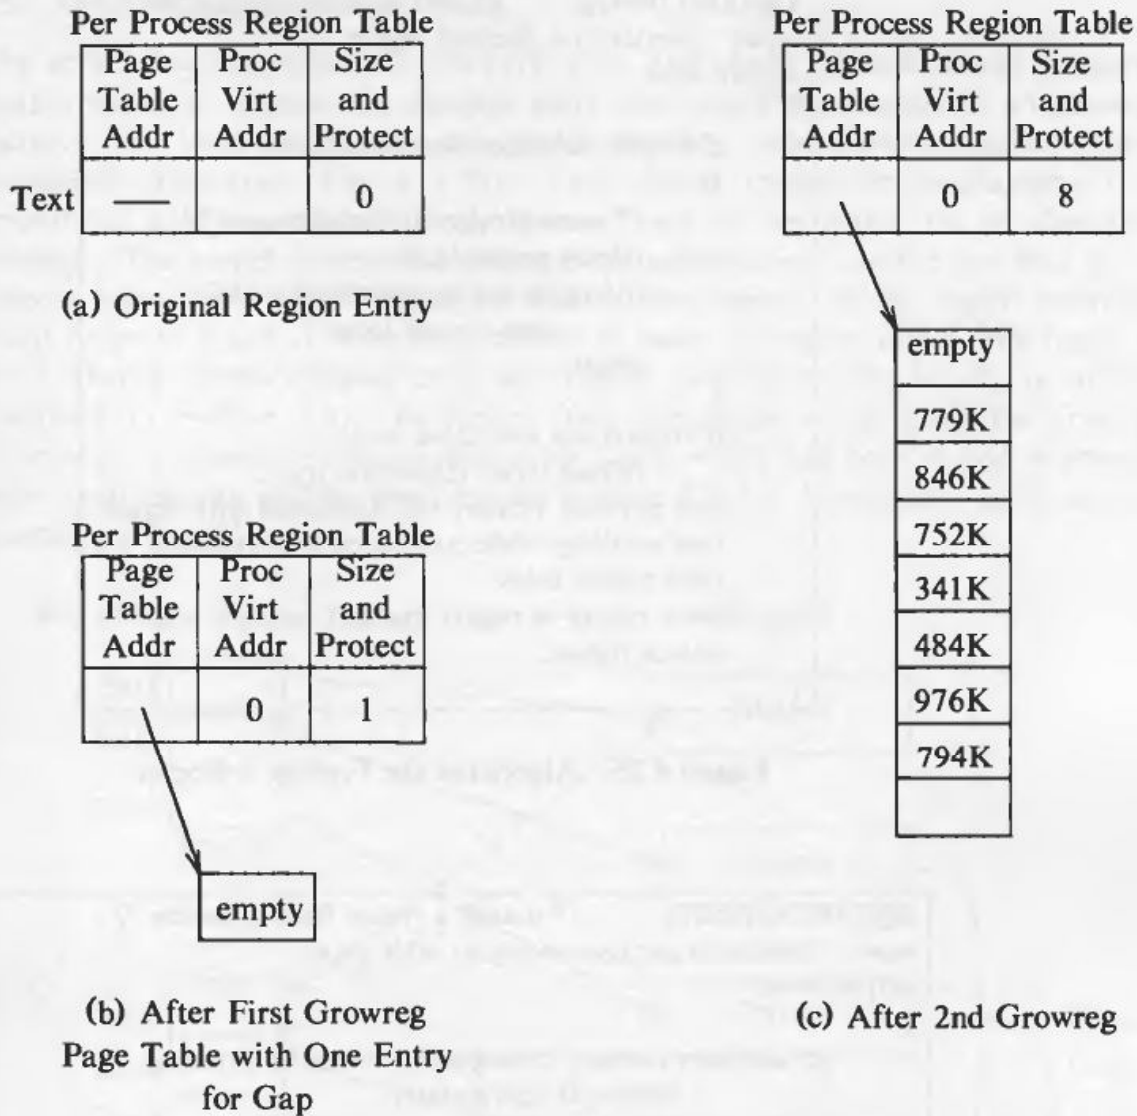 Per Process Region Table
Page Table Addr
Proc Virt Addr
Size and Protect
Text — 0
(a) Original Region Entry
Per Process Region Table
Page Table Addr
Proc Virt Addr
Size and Protect
0 1
empty
(b) After First Growreg
Page Table with One Entry
for Gap
Per Process Region Table
Page Table Addr
Proc Virt Addr
Size and Protect
0 8
empty
779K
846K
752K
341K
484K
976K
794K
(c) After 2nd Growreg